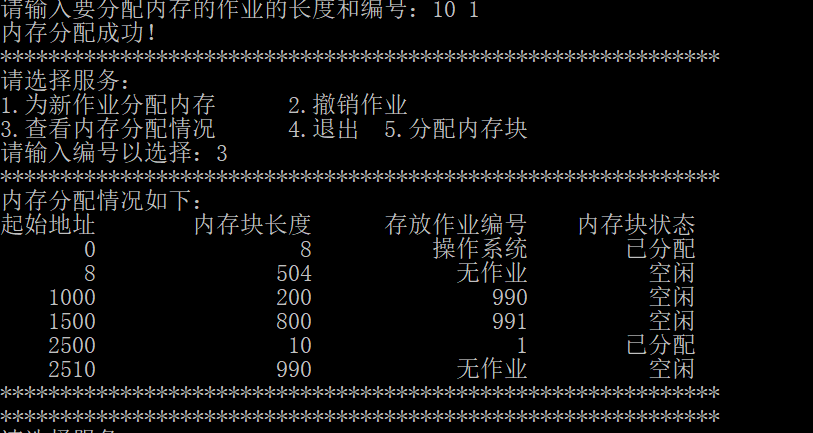 请输入要分配内存的作业的长度和编号：10 1
内存分配成功！
************************************************************
请选择服务：
1.为新作业分配内存      2.撤销作业
3.查看内存分配情况      4.退出  5.分配内存块
请输入编号以选择：3
************************************************************
内存分配情况如下：
起始地址        内存块长度      存放作业编号    内存块状态
0        8        操作系统        已分配
8        504        无作业        空闲
1000        200        990        空闲
1500        800        991        空闲
2500        10        1        已分配
2510        990        无作业        空闲
************************************************************
************************************************************